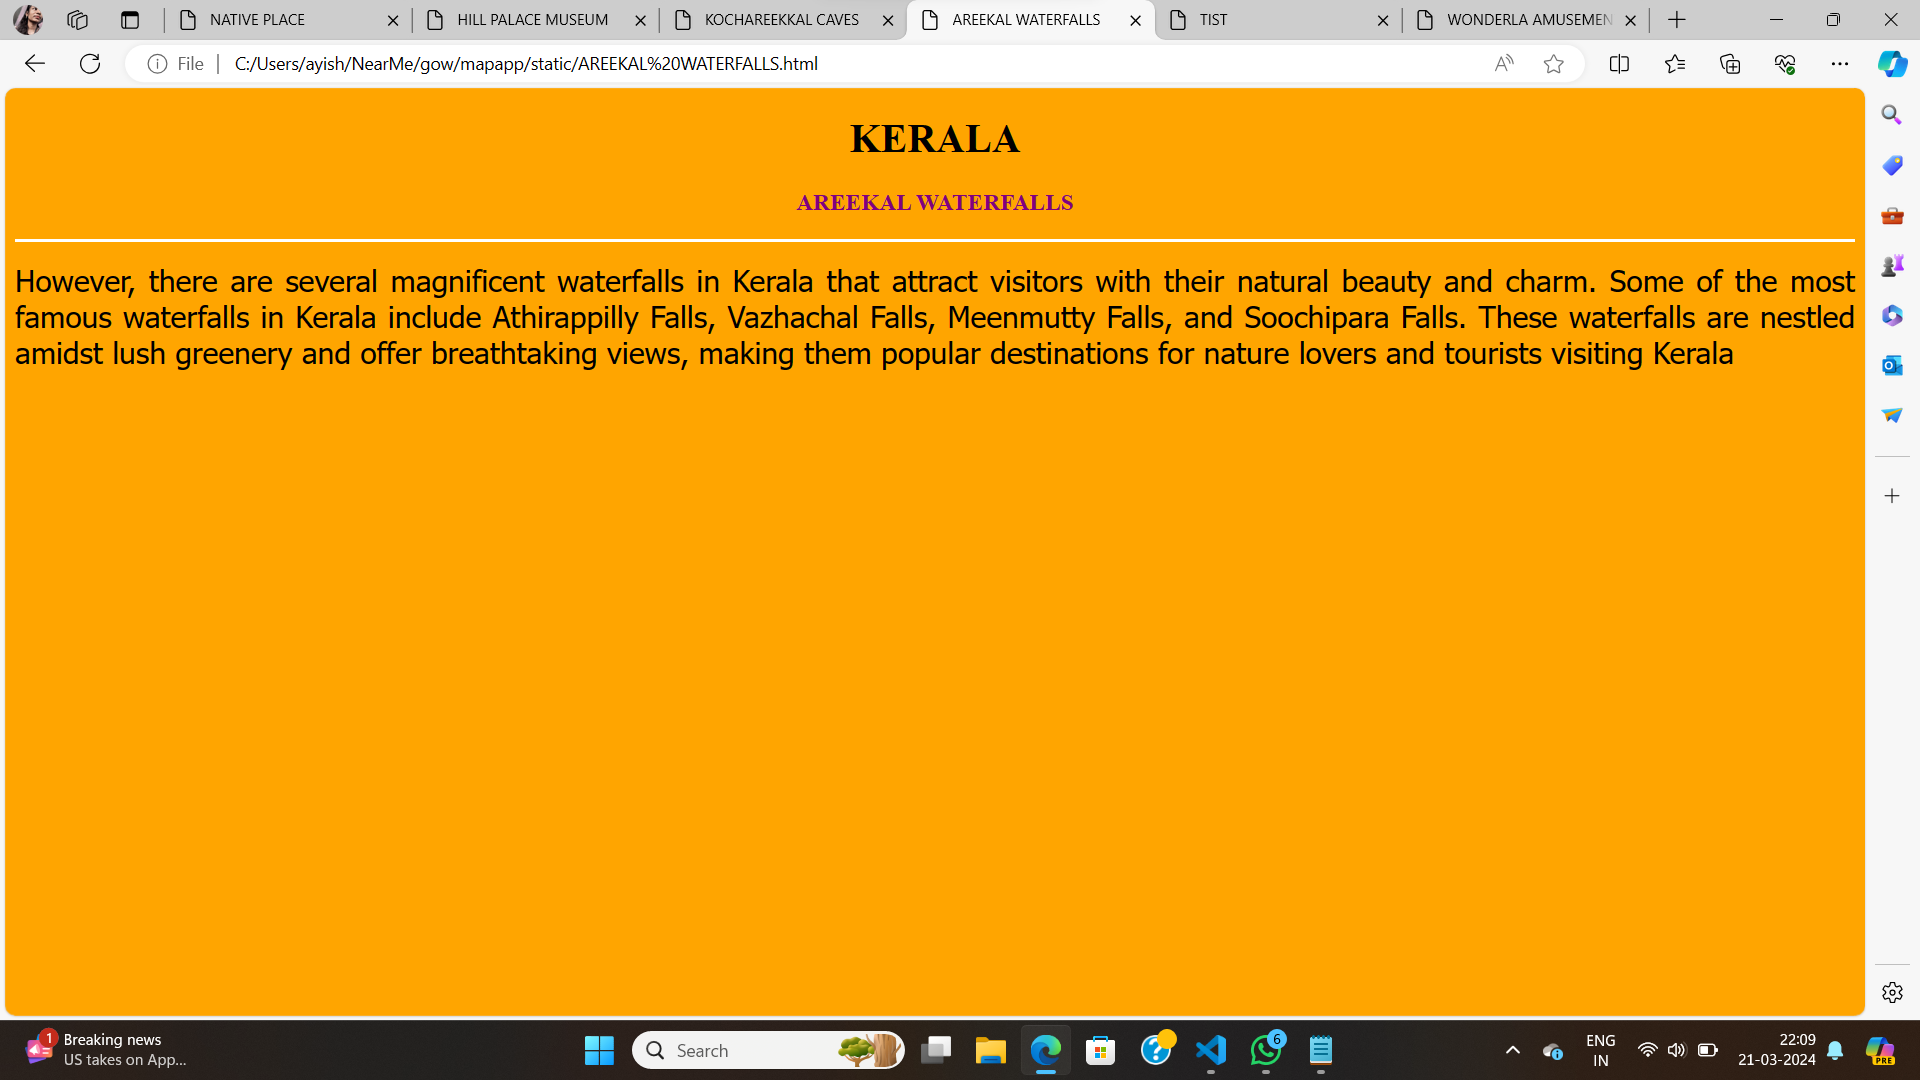 NATIVE PLACE
HILL PALACE MUSEUM
KOCHAREEKKAL CAVES
AREEKAL WATERFALLS
TIST
WONDERLA AMUSEMEN
File
C:/Users/ayish/NearMe/gow/mapapp/static/AREEKAL%20WATERFALLS.html
KERALA
AREEKAL WATERFALLS
However, there are several magnificent waterfalls in Kerala that attract visitors with their natural beauty and charm. Some of the most
famous waterfalls in Kerala include Athirappilly Falls, Vazhachal Falls, Meenmutty Falls, and Soochipara Falls. These waterfalls are nestled
amidst lush greenery and offer breathtaking views, making them popular destinations for nature lovers and tourists visiting Kerala
1
Breaking news
US takes on App...
Search
6
ENG
IN
22:09
21-03-2024
PRE